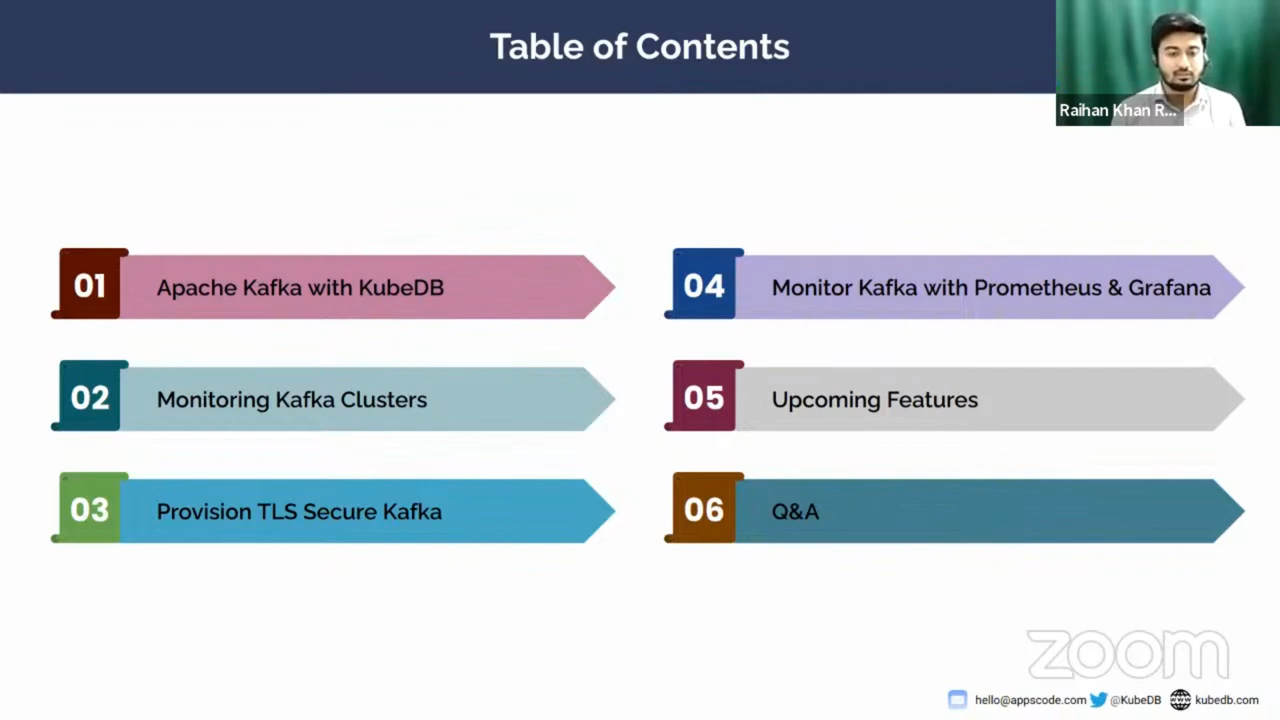 Table of Contents
Raihan Khan R...
01
Apache Kafka with KubeDB
02
Monitoring Kafka Clusters
03
Provision TLS Secure Kafka
04
Monitor Kafka with Prometheus & Grafana
05
Upcoming Features
06
Q&A
zoom
hello@appscode.com @KubeDB WWW kubedb.com